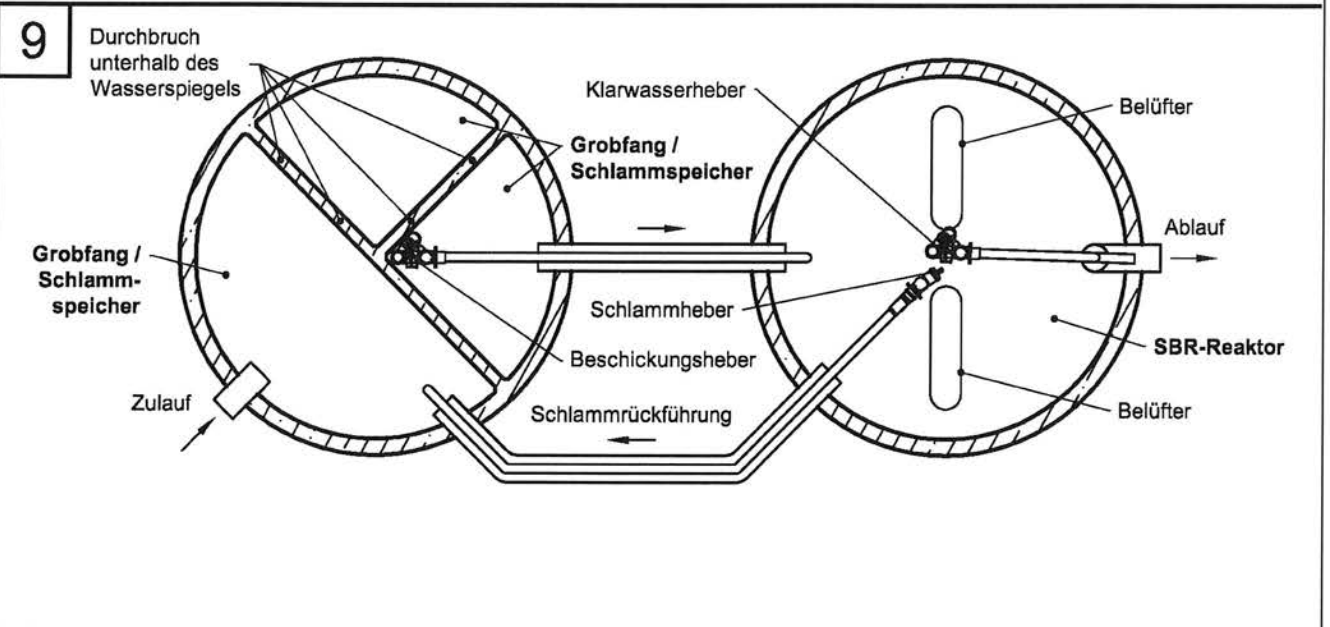 9
Durchbruch
unterhalb des
Wasserspiegels
Klarwasserheber
Belüfter
Grobfang /
Schlammspeicher
Ablauf
Grobfang /
Schlamm-
speicher
Schlammheber
SBR-Reaktor
Beschickungsheber
Zulauf
Schlammrückführung
Belüfter